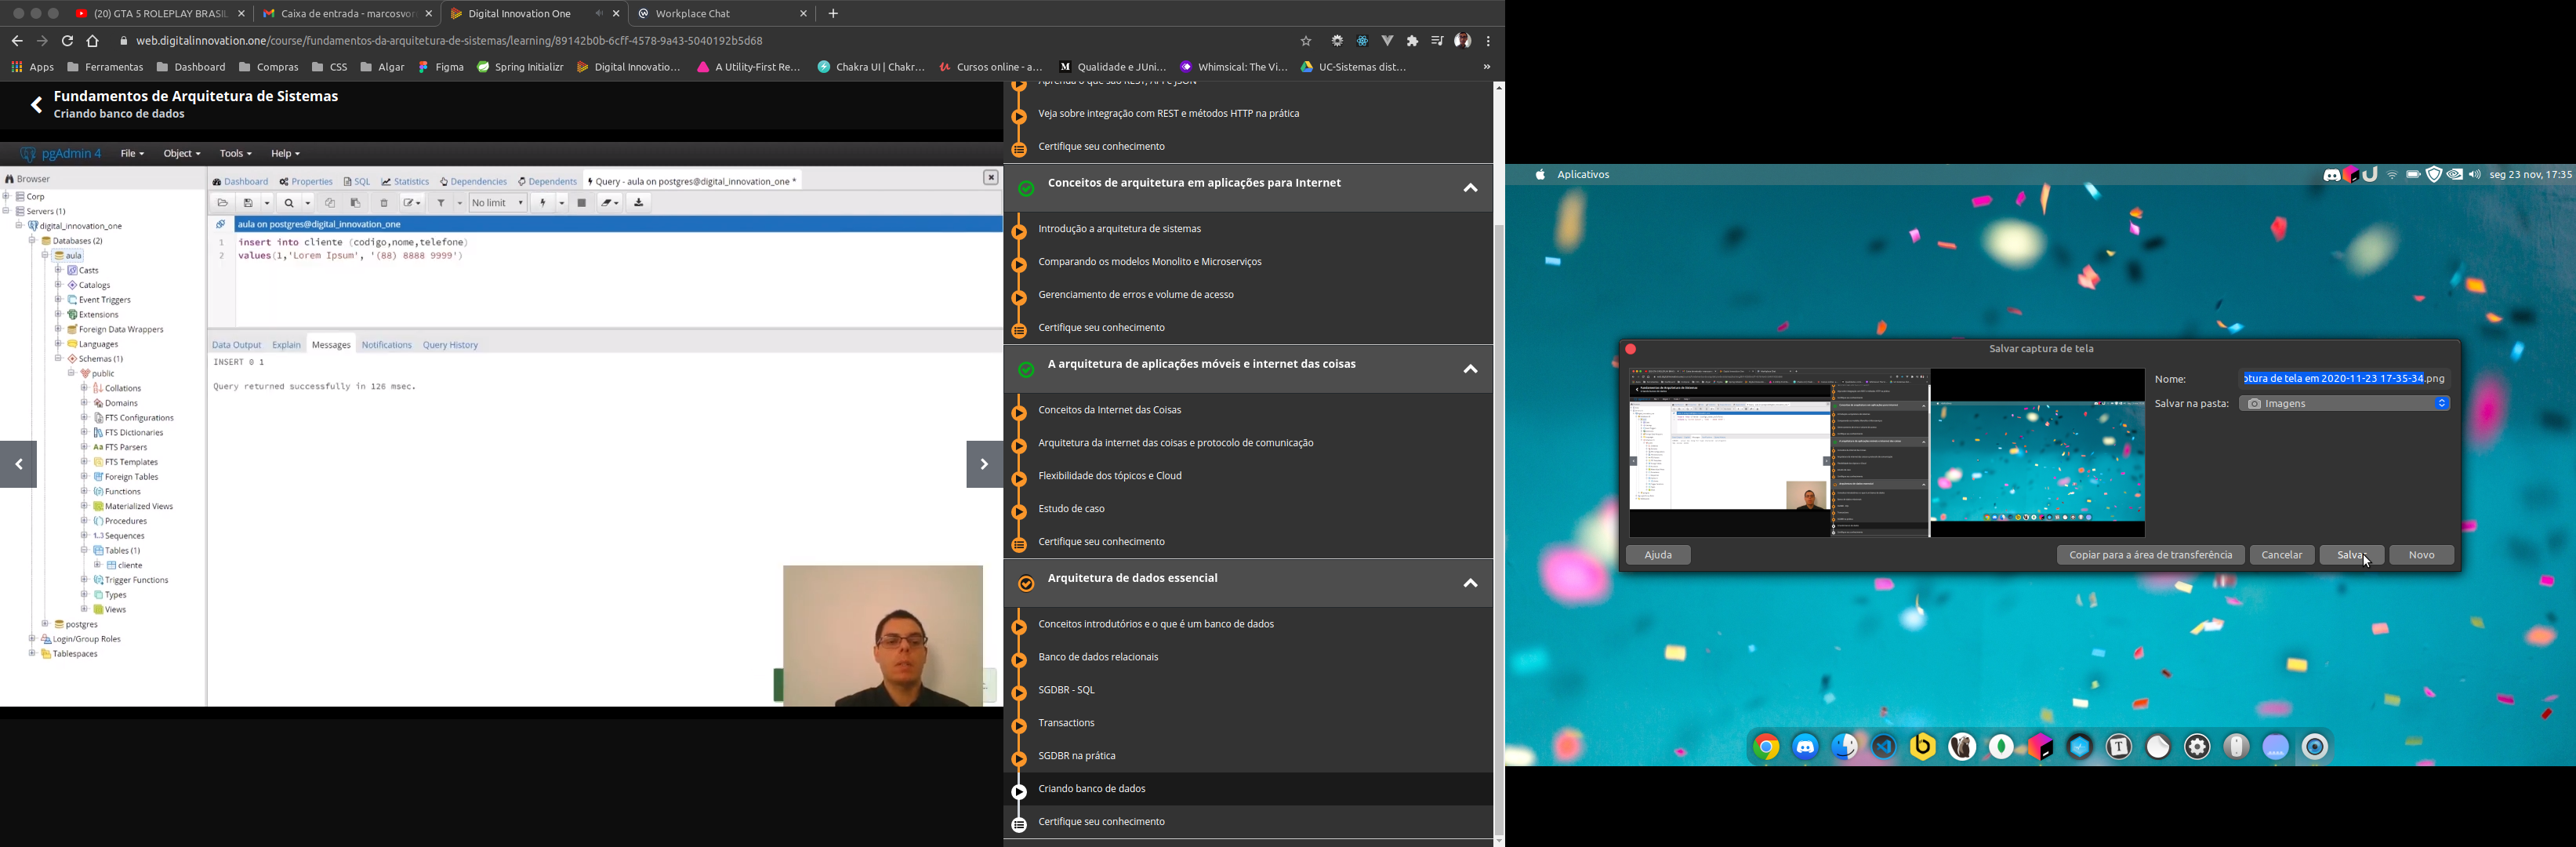 (20) GTA 5 ROLEPLAY BRASIL
Caixa de entrada - marcosvor
Digital Innovation One
Workplace Chat
web.digitalinnovation.one/course/fundamentos-da-arquitetura-de-sistemas/learning/89142b0b-6cff-4578-9a43-5040192b5d68
Apps Ferramentas Dashboard Compras CSS Algar Figma Spring Initializr Digital Innovatio... A Utility-First Re... Chakra UI | Chakr... Cursos online - a... Qualidade e JUni... Whimsical: The Vi... UC-Sistemas dist...
Fundamentos de Arquitetura de Sistemas
Criando banco de dados
pgAdmin 4 File Object Tools Help
Browser
Corp
Servers (1)
digital_innovation_one
Databases (2)
aula
Casts
Catalogs
Event Triggers
Extensions
Foreign Data Wrappers
Languages
Schemas (1)
public
Collations
Domains
FTS Configurations
FTS Dictionaries
FTS Parsers
FTS Templates
Foreign Tables
Functions
Materialized Views
Procedures
Sequences
Tables (1)
cliente
Trigger Functions
Types
Views
postgres
Login/Group Roles
Tablespaces
Dashboard Properties SQL Statistics Dependencies Dependents Query - aula on postgres@digital_innovation_one *
No limit
aula on postgres@digital_innovation_one
1 insert into cliente (codigo,nome,telefone)
2 values(1,'Lorem Ipsum', '(88) 8888 9999')
Data Output Explain Messages Notifications Query History
INSERT 0 1
Query returned successfully in 126 msec.
Veja sobre integração com REST e métodos HTTP na prática
Certifique seu conhecimento
Conceitos de arquitetura em aplicações para Internet
Introdução a arquitetura de sistemas
Comparando os modelos Monolito e Microserviços
Gerenciamento de erros e volume de acesso
Certifique seu conhecimento
A arquitetura de aplicações móveis e internet das coisas
Conceitos da Internet das Coisas
Arquitetura da internet das coisas e protocolo de comunicação
Flexibilidade dos tópicos e Cloud
Estudo de caso
Certifique seu conhecimento
Arquitetura de dados essencial
Conceitos introdutórios e o que é um banco de dados
Banco de dados relacionais
SGDBR - SQL
Transactions
SGDBR na prática
Criando banco de dados
Certifique seu conhecimento
Aplicativos
seg 23 nov, 17:35
Salvar captura de tela
Nome: otura de tela em 2020-11-23 17-35-34.png
Salvar na pasta: Imagens
Ajuda Copiar para a área de transferência Cancelar Salvar Novo